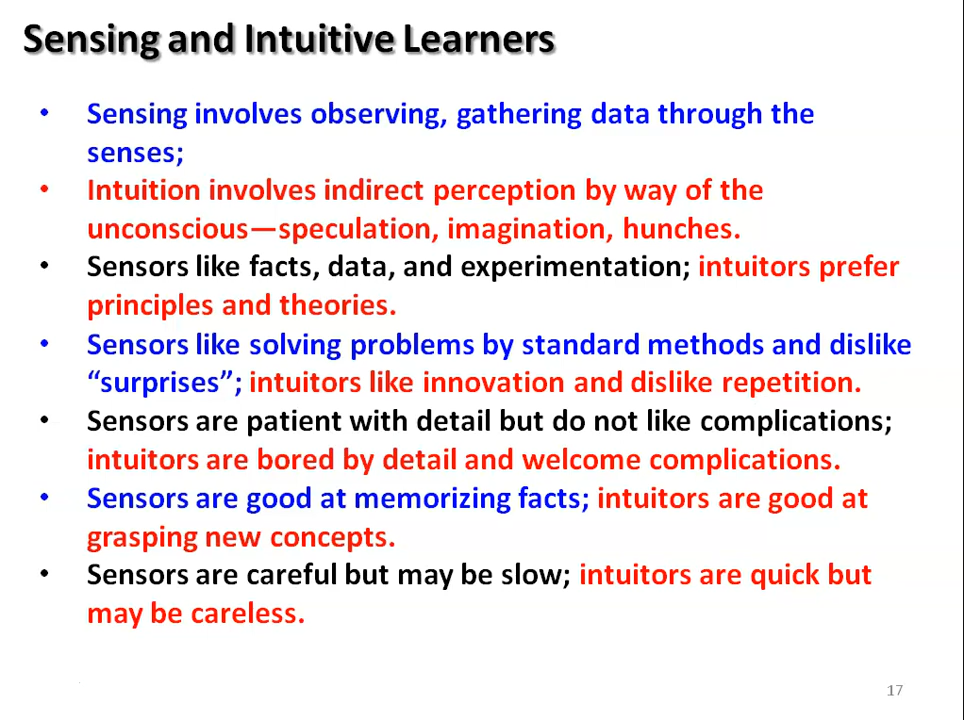 Sensing and Intuitive Learners
• Sensing involves observing, gathering data through the
senses;
• Intuition involves indirect perception by way of the
unconscious—speculation, imagination, hunches.
• Sensors like facts, data, and experimentation; intuitors prefer
principles and theories.
• Sensors like solving problems by standard methods and dislike
“surprises”; intuitors like innovation and dislike repetition.
• Sensors are patient with detail but do not like complications;
intuitors are bored by detail and welcome complications.
• Sensors are good at memorizing facts; intuitors are good at
grasping new concepts.
• Sensors are careful but may be slow; intuitors are quick but
may be careless.
17